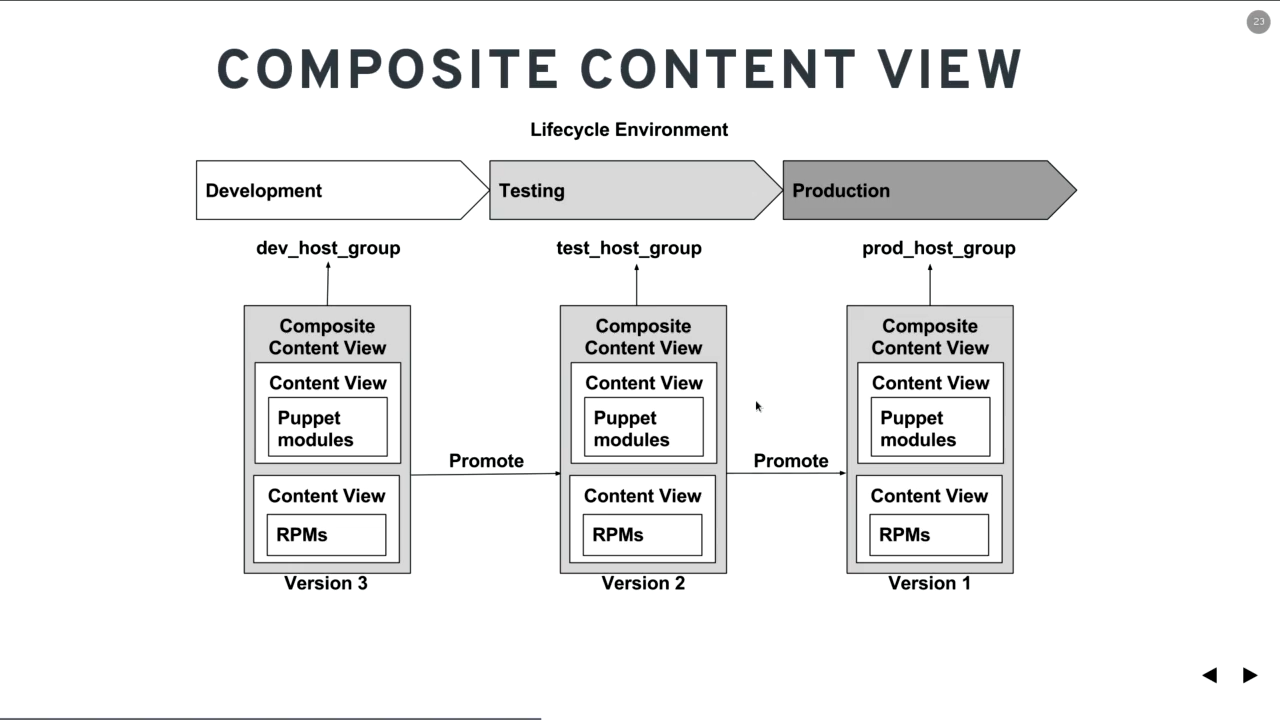 23
COMPOSITE CONTENT VIEW
Lifecycle Environment
Development
Testing
Production
dev_host_group
test_host_group
prod_host_group
Composite
Content View
Content View
Puppet
modules
Content View
RPMs
Version 3
Promote
Composite
Content View
Content View
Puppet
modules
Content View
RPMs
Version 2
Promote
Composite
Content View
Content View
Puppet
modules
Content View
RPMs
Version 1